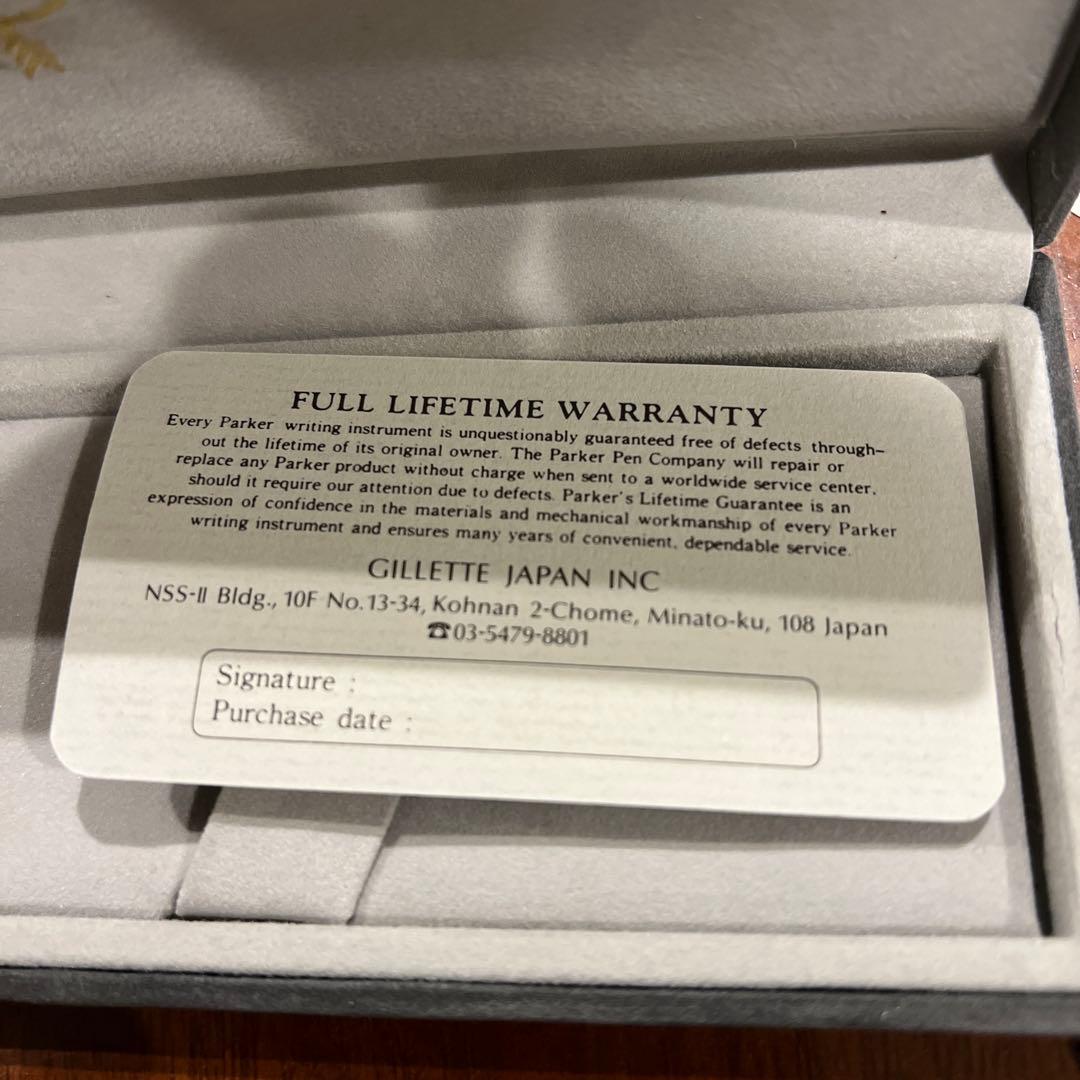 FULL LIFETIME WARRANTY
Every Parker writing instrument is unquestionably guaranteed free of defects through-
out the lifetime of its original owner. The Parker Pen Company will repair or
replace any Parker product without charge when sent to a worldwide service center,
should it require our attention due to defects. Parker's Lifetime Guarantee is an
expression of confidence in the materials and mechanical workmanship of every Parker
writing instrument and ensures many years of convenient, dependable service.
GILLETTE JAPAN INC
NSS-II Bldg., 10F No.13-34, Kohnan 2-Chome, Minato-ku, 108 Japan
☎03-5479-8801
Signature :
Purchase date :